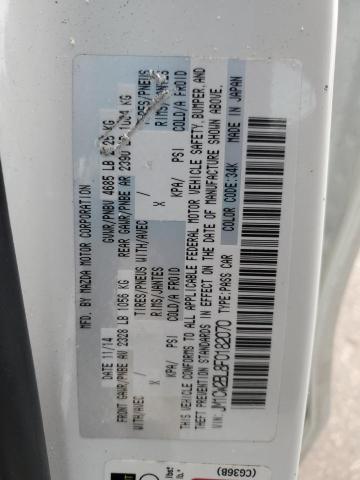 MFD. BY MAZDA MOTOR CORPORATION
DATE 11/14 GVWR/PNBV 4685 LB KG
FRONT GAWR/PNBE AV 2328 LB 1056 KG REAR GAWR/PNBE AR 2390 LB KG
WITH/AVEC / TIRES/PNEUS WITH/AVEC / TIRES/PNEUS
X RIMS/JANTES X RIMS/JANTES
KPA/ PSI COLD/A FROID KPA/ PSI COLD/A FROID
THIS VEHICLE CONFORMS TO ALL APPLICABLE FEDERAL MOTOR VEHICLE SAFETY, BUMPER, AND
THEFT PREVENTION STANDARDS IN EFFECT ON THE DATE OF MANUFACTURE SHOWN ABOVE.
VIN: JM1CW2BL8F0182070 TYPE:PASS CAR COLOR CODE:34K MADE IN JAPAN
(CG36B)